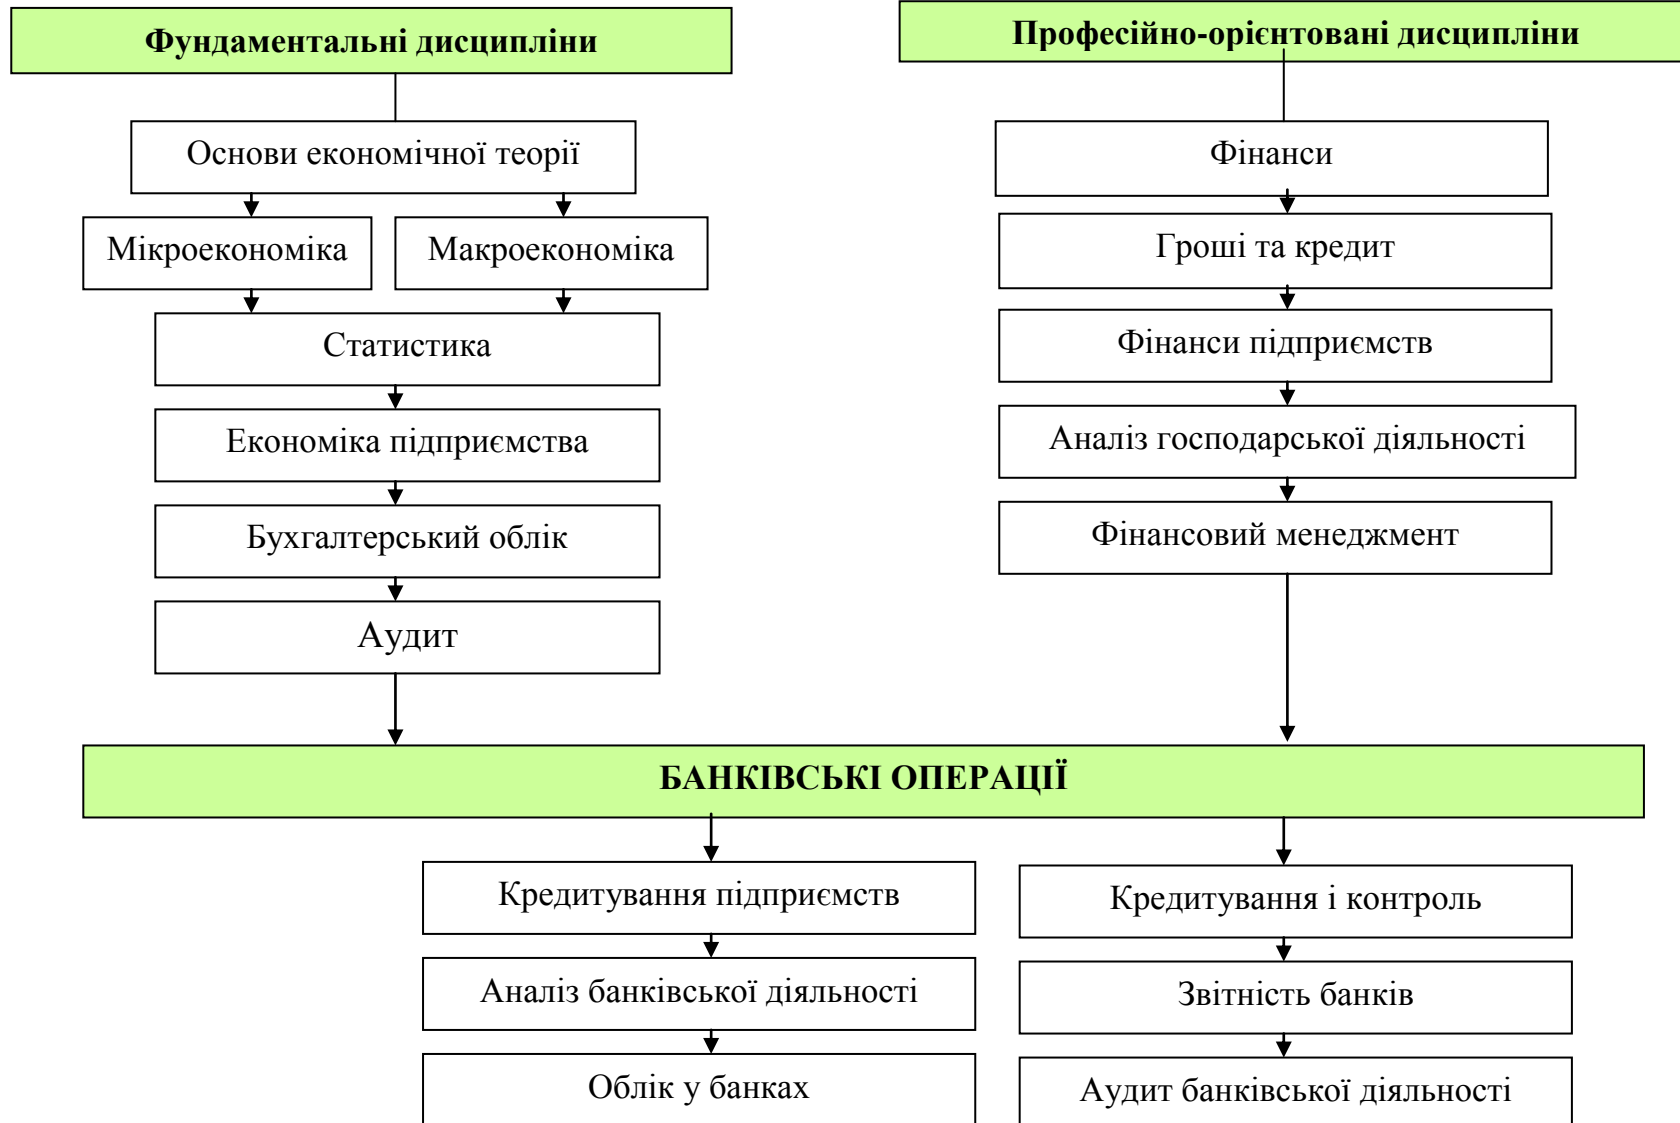 Фундаментальні дисципліни
Професійно-орієнтовані дисципліни
Основи економічної теорії
Фінанси
Мікроекономіка
Макроекономіка
Гроші та кредит
Статистика
Фінанси підприємств
Економіка підприємства
Аналіз господарської діяльності
Бухгалтерський облік
Фінансовий менеджмент
Аудит
БАНКІВСЬКІ ОПЕРАЦІЇ
Кредитування підприємств
Кредитування і контроль
Аналіз банківської діяльності
Звітність банків
Облік у банках
Аудит банківської діяльності